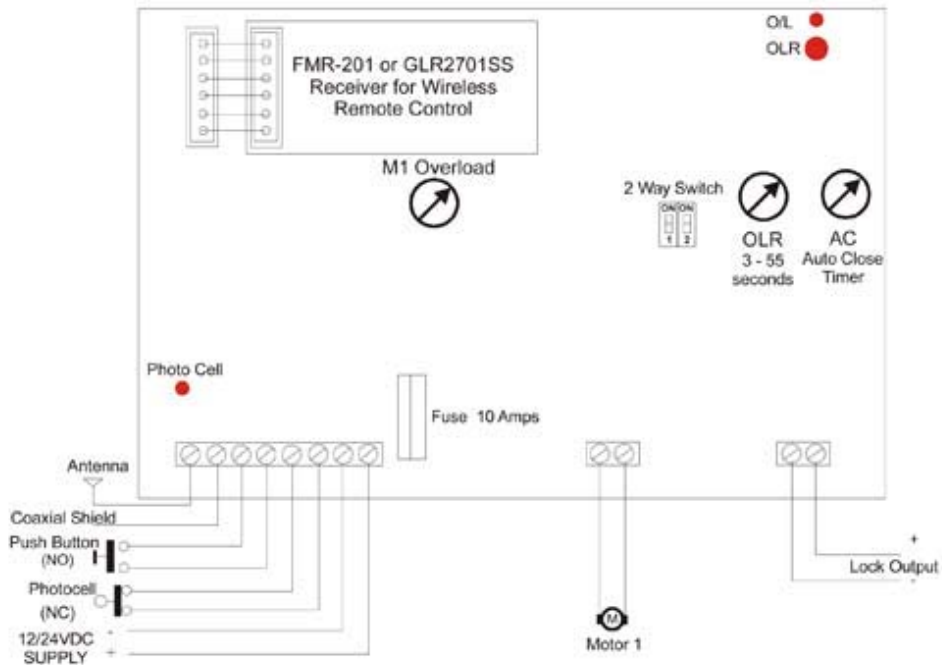 O/L
OLR
FMR-201 or GLR2701SS
Receiver for Wireless
Remote Control
M1 Overload
2 Way Switch
ON ON
1 2
OLR
3 - 55
seconds
AC
Auto Close
Timer
Photo Cell
Fuse 10 Amps
Antenna
Coaxial Shield
Push Button
(NO)
Photocell
(NC)
-
12/24VDC
SUPPLY +
M
Motor 1
+
Lock Output
-